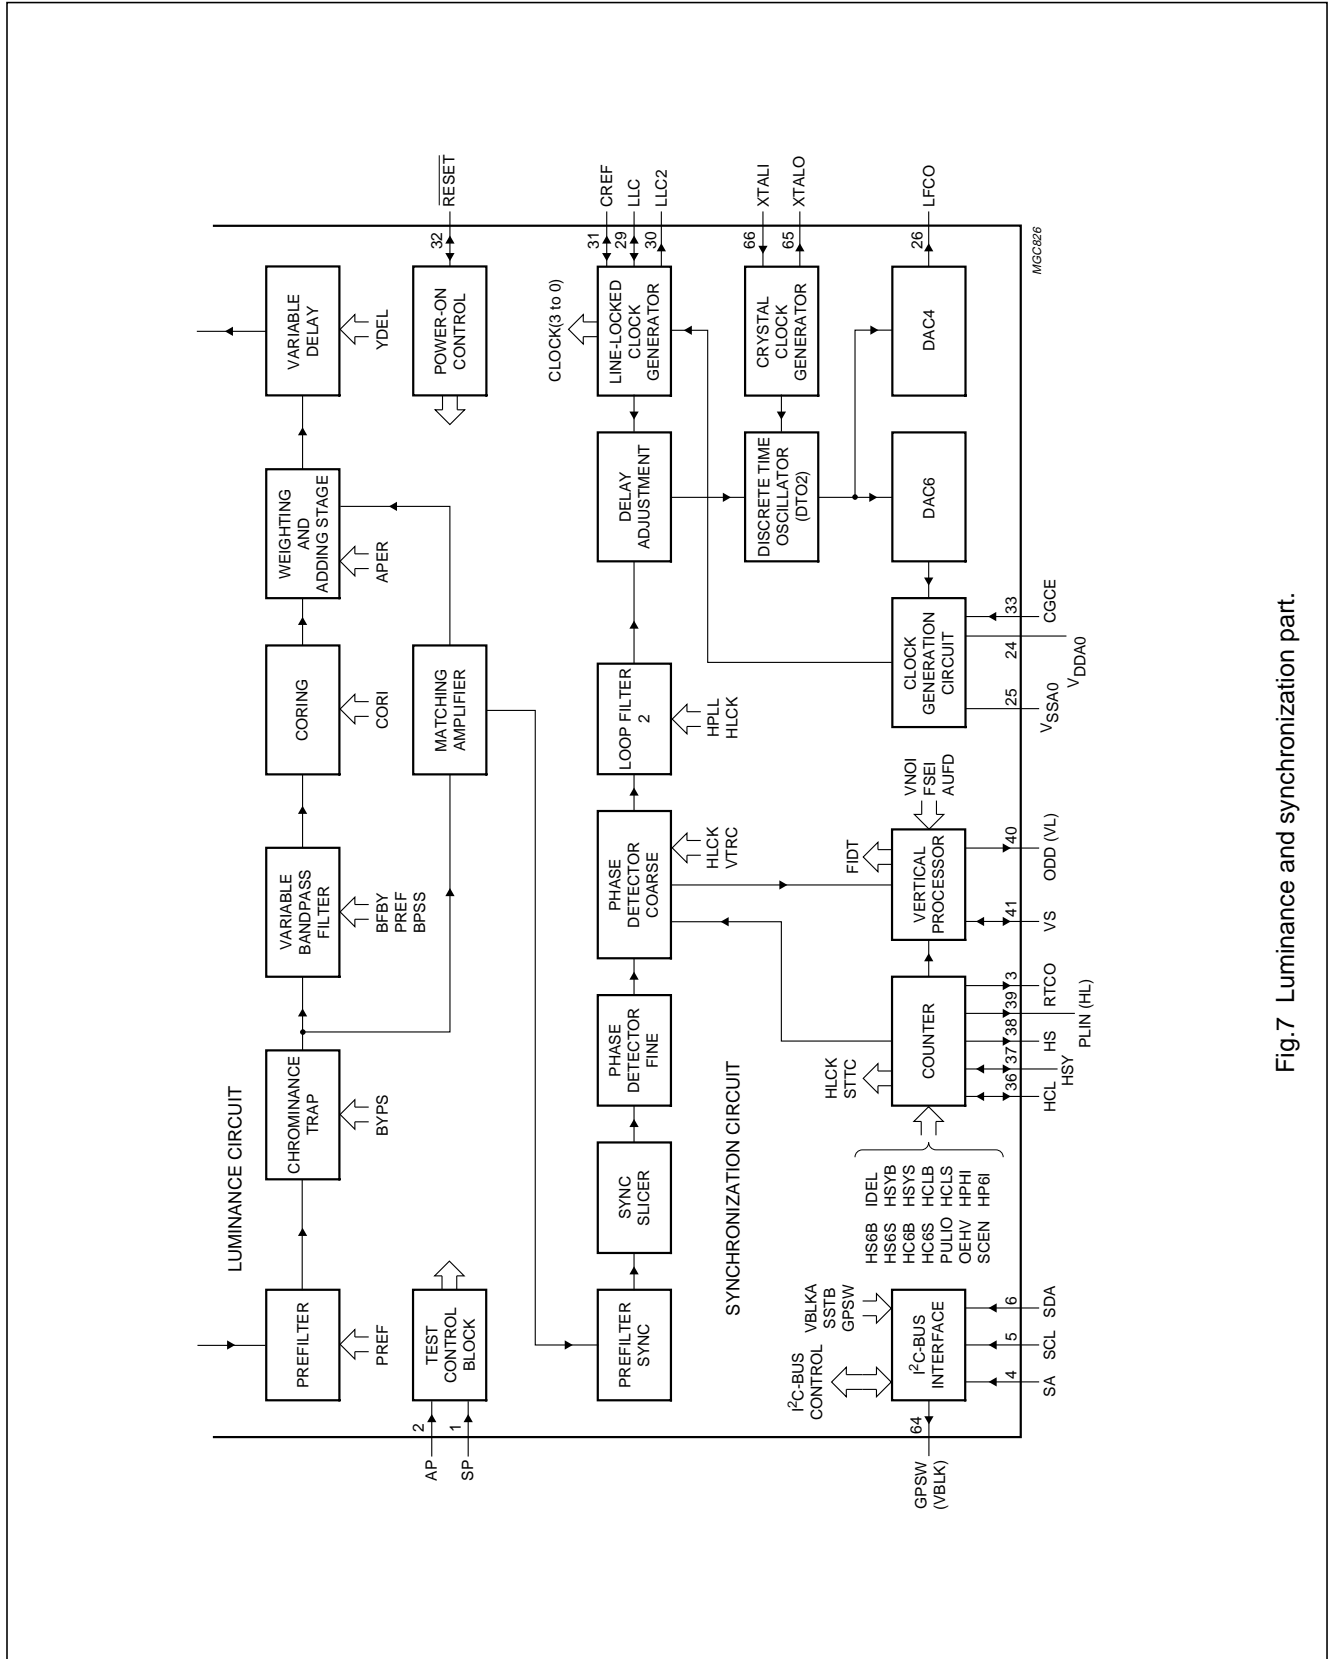 LUMINANCE CIRCUIT
PREFILTER
PREF
CHROMINANCE
TRAP
BYPS
VARIABLE
BANDPASS
FILTER
BFBY
PREF
BPSS
CORING
CORI
WEIGHTING
AND
ADDING STAGE
APER
VARIABLE
DELAY
YDEL
AP
2
SP
1
TEST
CONTROL
BLOCK
MATCHING
AMPLIFIER
POWER-ON
CONTROL
32
RESET
PREFILTER
SYNC
SYNC
SLICER
PHASE
DETECTOR
FINE
PHASE
DETECTOR
COARSE
HLCK
VTRC
LOOP FILTER
2
HPLL
HLCK
DELAY
ADJUSTMENT
CLOCK(3 to 0)
LINE-LOCKED
CLOCK
GENERATOR
31
CREF
29
LLC
30
LLC2
SYNCHRONIZATION CIRCUIT
DISCRETE TIME
OSCILLATOR
(DTO2)
CRYSTAL
CLOCK
GENERATOR
66
XTALI
65
XTALO
I2C-BUS
CONTROL
VBLKA
SSTB
GPSW
I2C-BUS
INTERFACE
64
GPSW
(VBLK)
4
SA
5
SCL
6
SDA
HS6B IDEL
HS6S HSYB
HC6B HSYS
HC6S HCLB
PULIO HCLS
OEHV HPHI
SCEN HP6I
HLCK
STTC
COUNTER
36
HCL
37
HSY
38
HS
39
PLIN (HL)
3
RTCO
FIDT
VERTICAL
PROCESSOR
VNOI
FSEI
AUFD
41
VS
40
ODD (VL)
CLOCK
GENERATION
CIRCUIT
25
VSSA0
24
VDDA0
33
CGCE
DAC6
DAC4
26
LFCO
MGC826
Fig.7 Luminance and synchronization part.